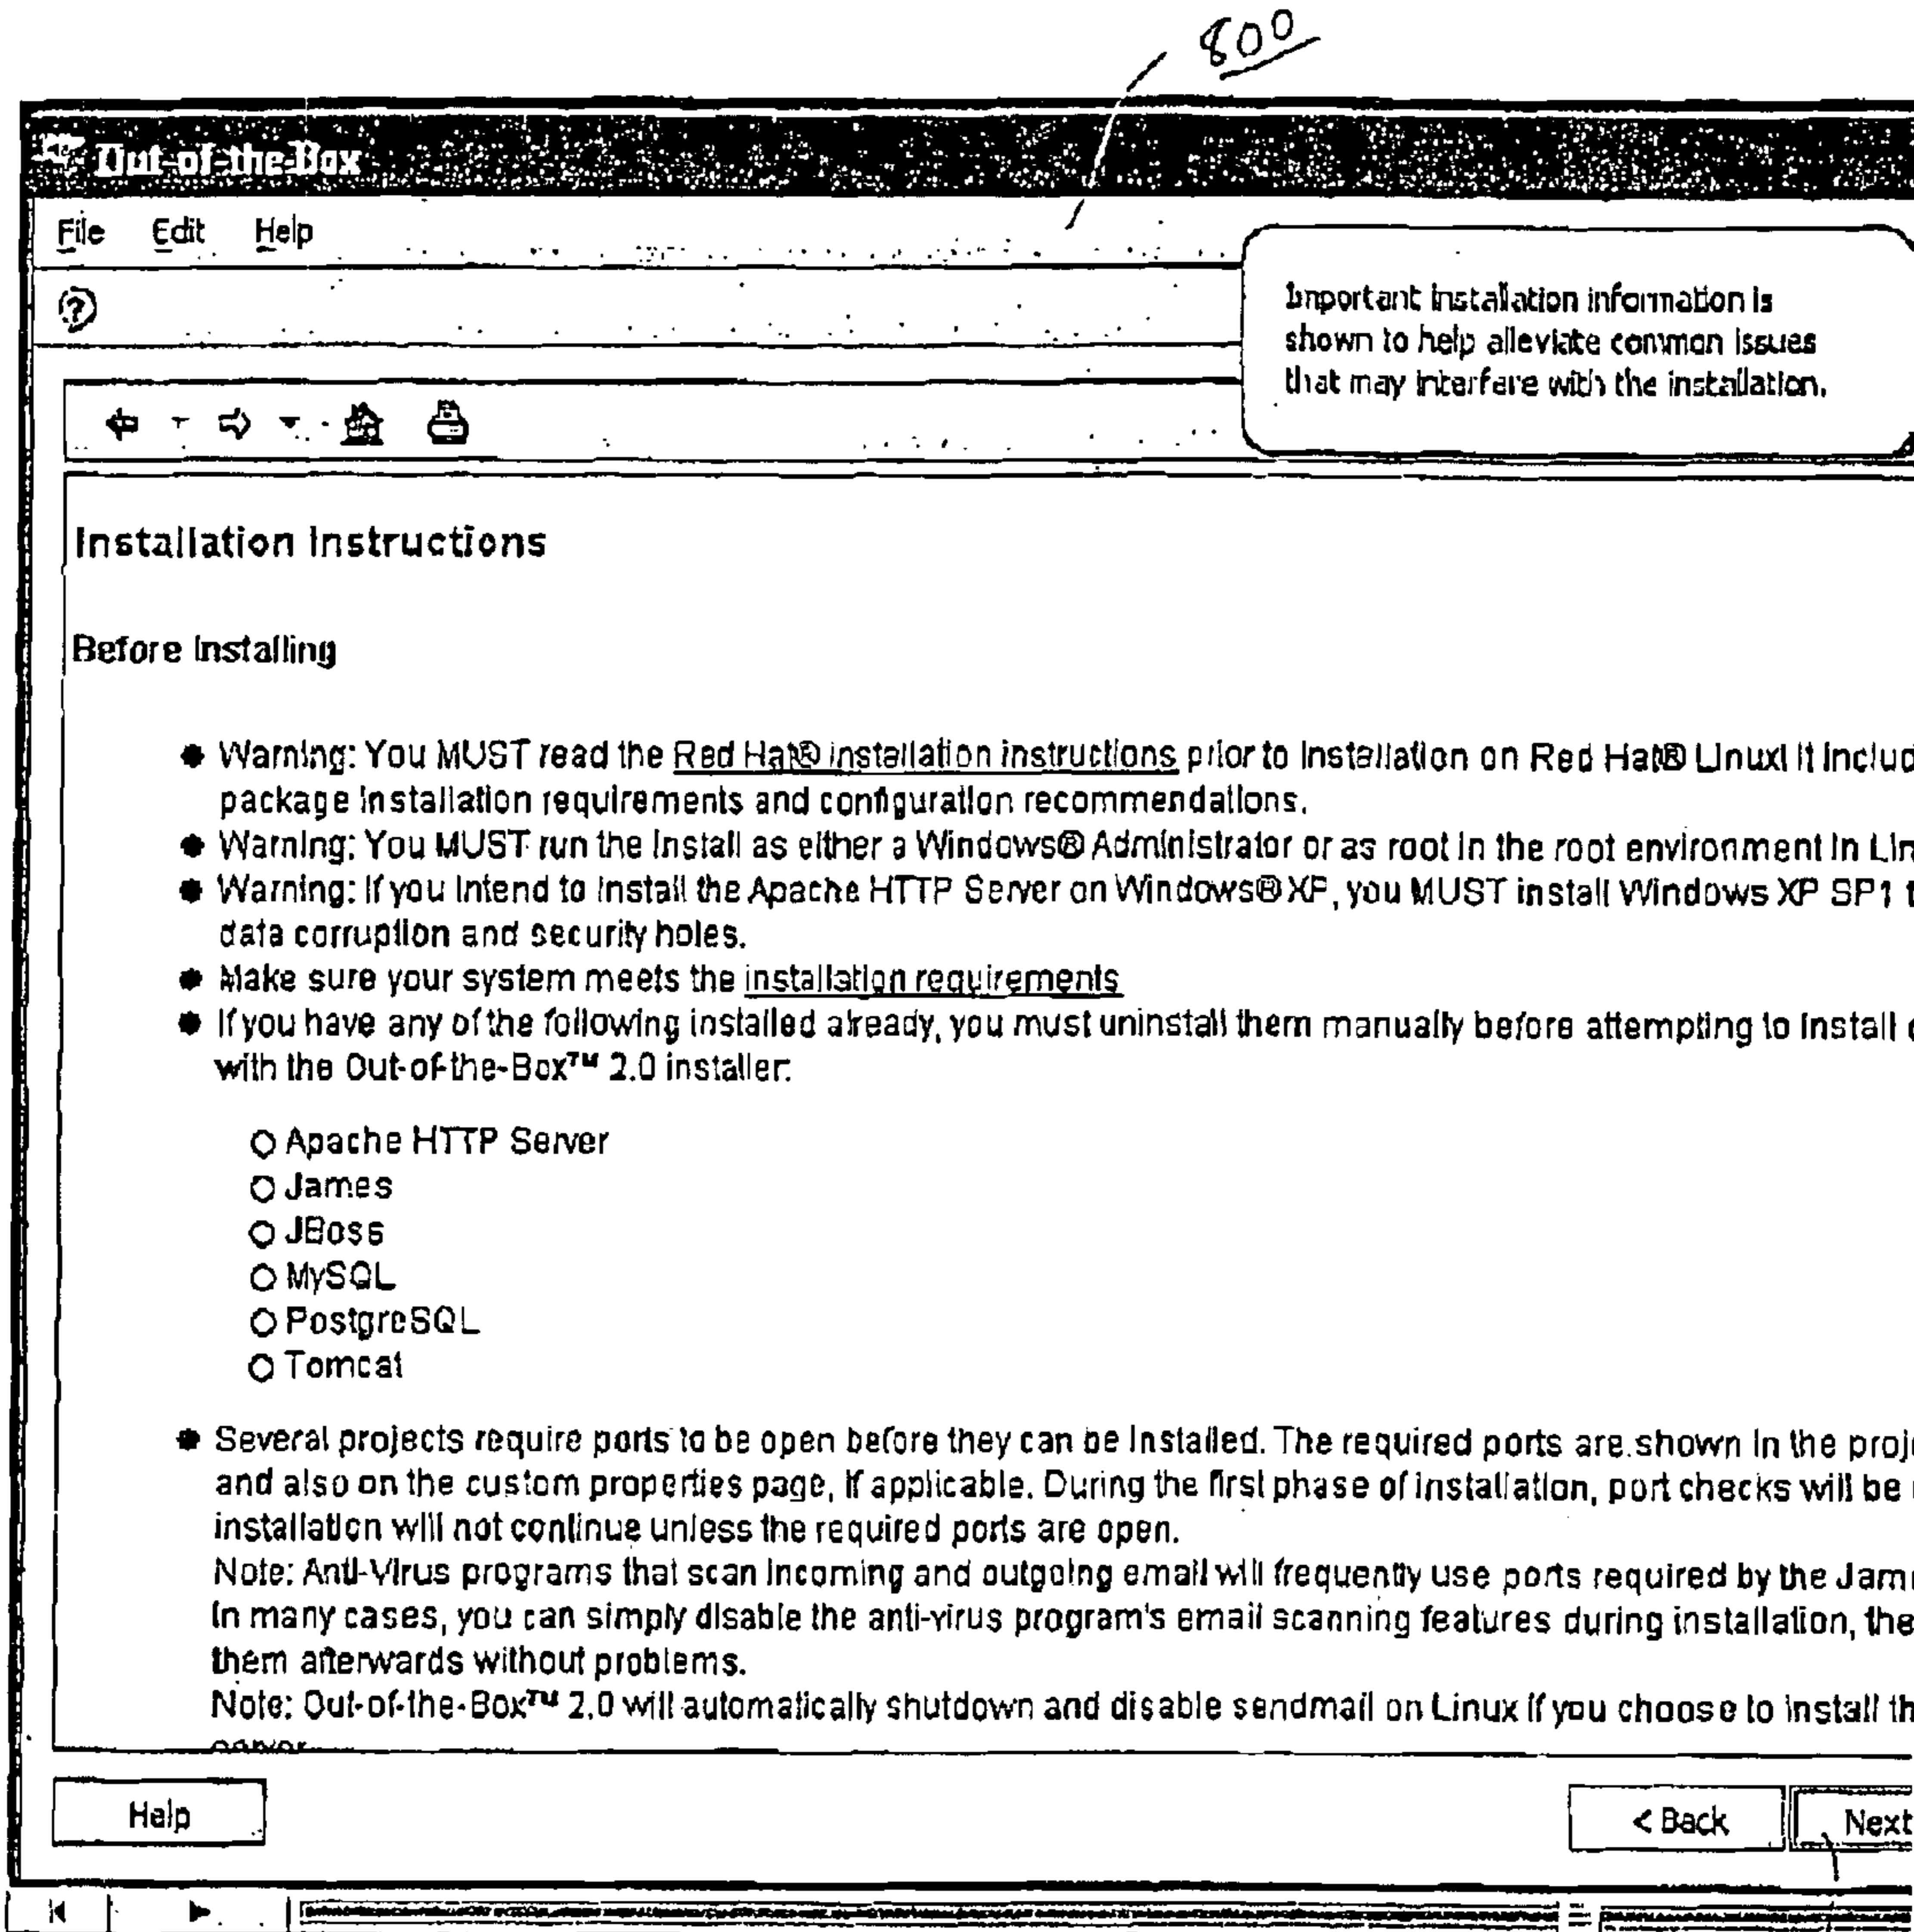 800
Out-of-the-Box
File Edit Help
Important installation information is
shown to help alleviate common issues
that may interfere with the installation.
Installation Instructions
Before Installing
Warning: You MUST read the Red Hat® installation instructions prior to installation on Red Hat® Linux! It Includ
package installation requirements and configuration recommendations.
Warning: You MUST run the install as either a Windows® Administrator or as root in the root environment in Lin
Warning: If you intend to install the Apache HTTP Server on Windows® XP, you MUST install Windows XP SP1 t
data corruption and security holes.
Make sure your system meets the installation requirements
If you have any of the following installed already, you must uninstall them manually before attempting to install
with the Out-of-the-Box™ 2.0 installer:
Apache HTTP Server
James
JBoss
MySQL
PostgreSQL
Tomcat
Several projects require ports to be open before they can be installed. The required ports are shown in the proj
and also on the custom properties page, if applicable. During the first phase of installation, port checks will be
installation will not continue unless the required ports are open.
Note: Anti-Virus programs that scan incoming and outgoing email will frequently use ports required by the Jam
In many cases, you can simply disable the anti-virus program's email scanning features during installation, the
them afterwards without problems.
Note: Out-of-the-Box™ 2.0 will automatically shutdown and disable sendmail on Linux if you choose to install th
Help < Back Next